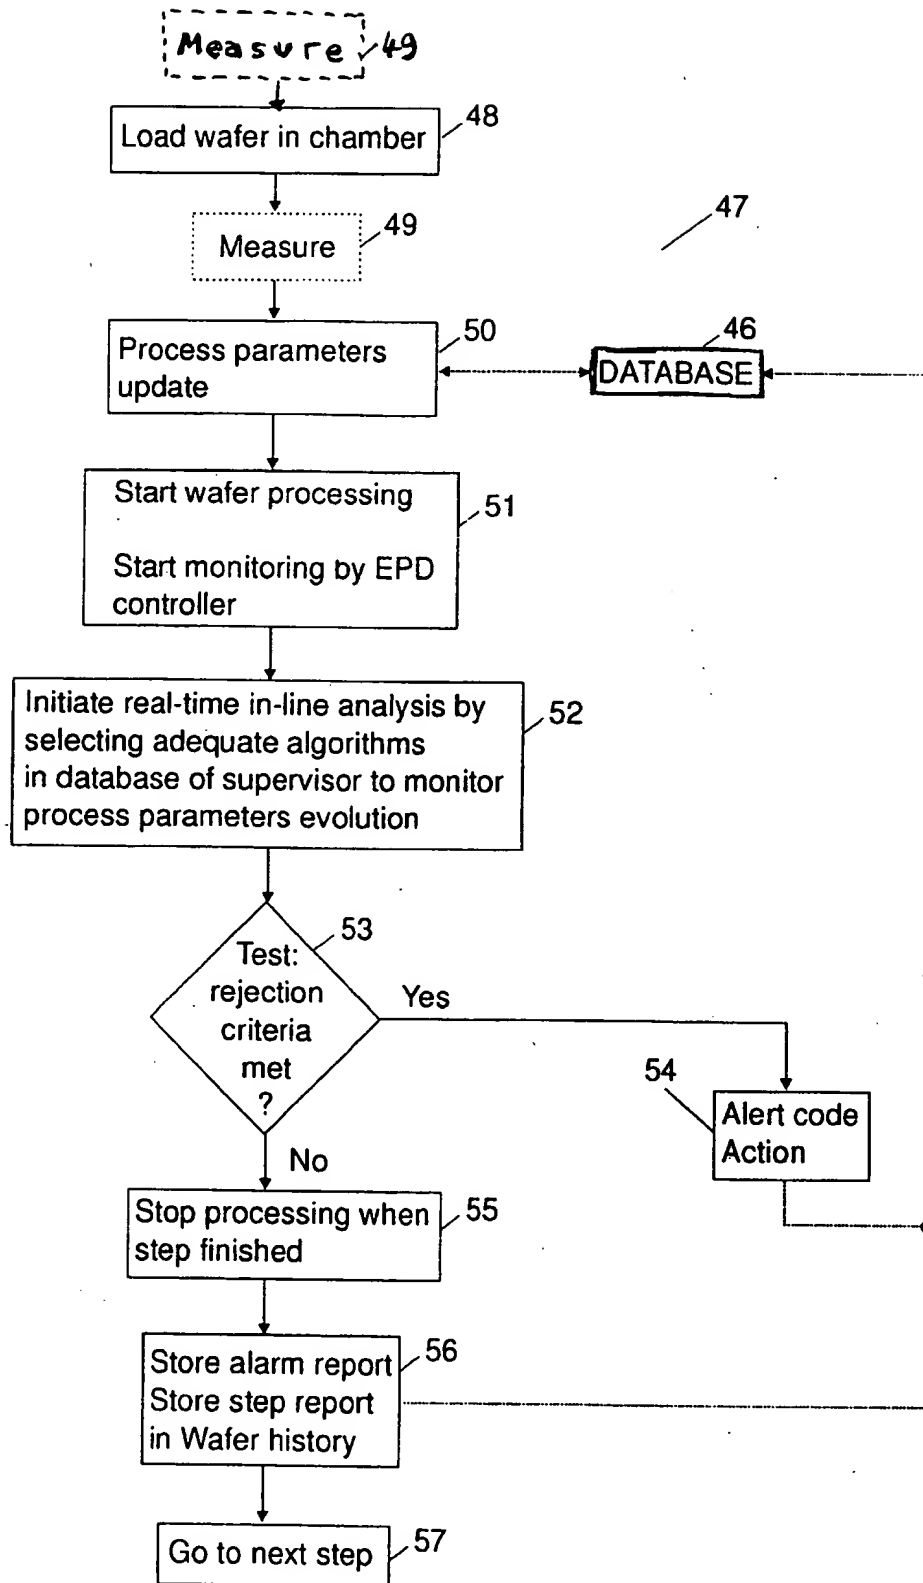 Measure 49
48
Load wafer in chamber
49
Measure
47
50
Process parameters
update
46
DATABASE
51
Start wafer processing
Start monitoring by EPD
controller
52
Initiate real-time in-line analysis by
selecting adequate algorithms
in database of supervisor to monitor
process parameters evolution
53
Test:
rejection
criteria
met
?
Yes
54
Alert code
Action
No
55
Stop processing when
step finished
56
Store alarm report
Store step report
in Wafer history
57
Go to next step